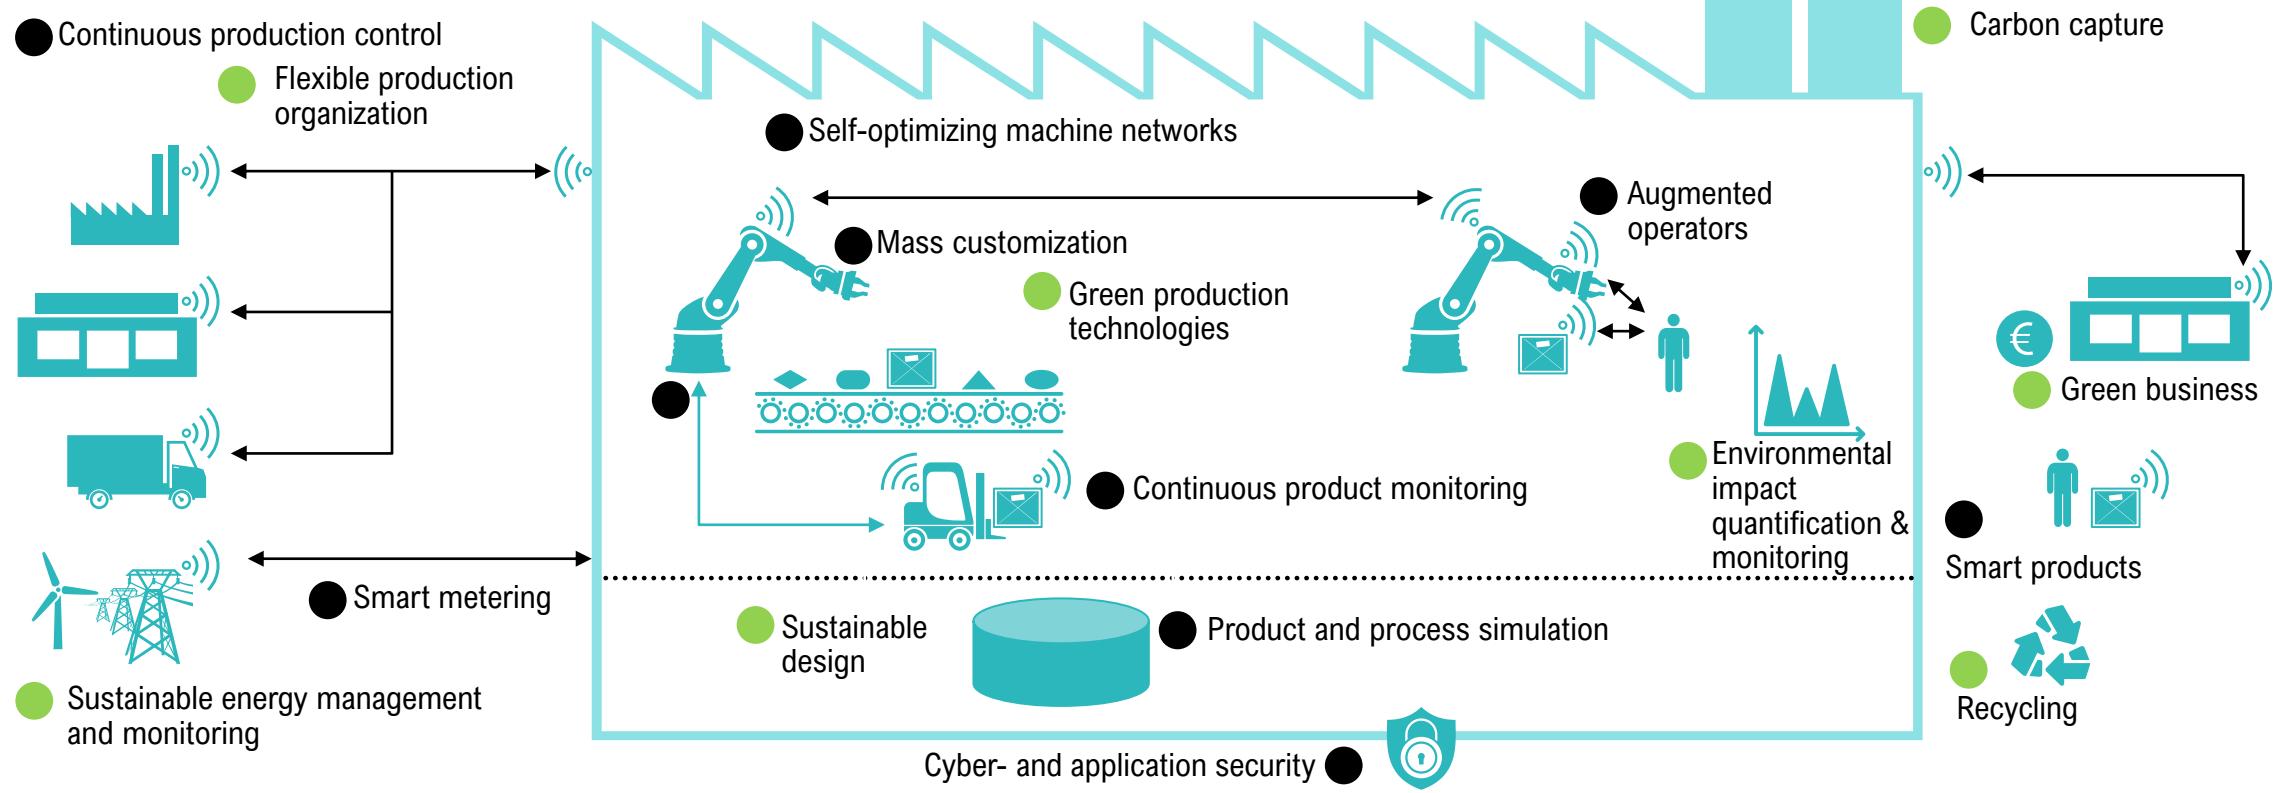 Continuous production control
Flexible production
organization
Carbon capture
Self-optimizing machine networks
Augmented
operators
Mass customization
Green production
technologies
€
Green business
Environmental
impact
quantification &
monitoring
Continuous product monitoring
Smart products
Smart metering
Sustainable
design
Product and process simulation
Sustainable energy management
and monitoring
Recycling
Cyber- and application security